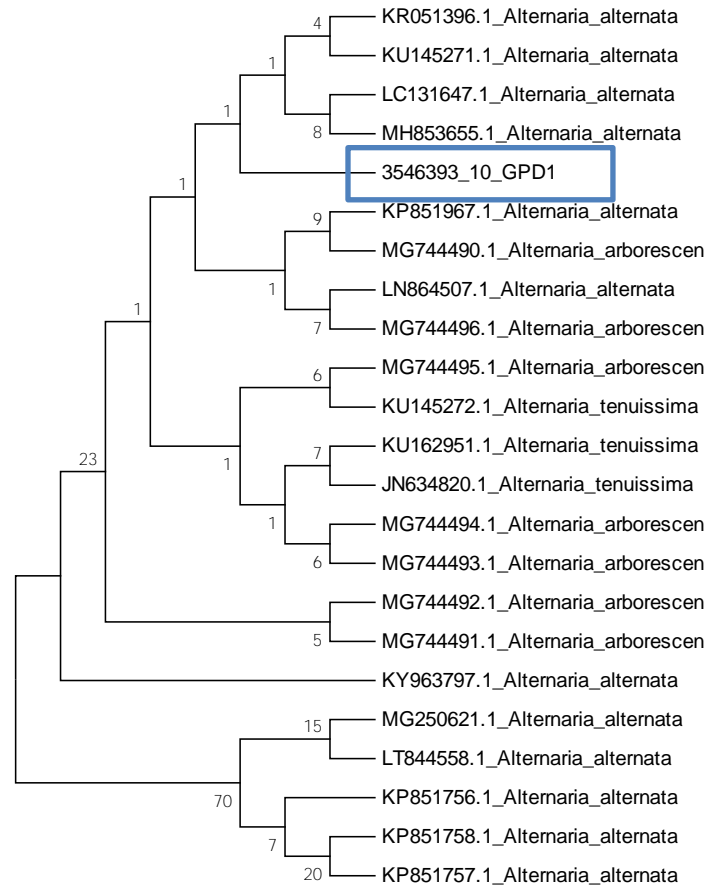 KR051396.1_Alternaria_alternata
4
KU145271.1_Alternaria_alternata
1
LC131647.1_Alternaria_alternata
1
8
MH853655.1_Alternaria_alternata
3546393_10_GPD1
1
KP851967.1_Alternaria_alternata
9
MG744490.1_Alternaria_arborescen
1
LN864507.1_Alternaria_alternata
1
7
MG744496.1_Alternaria_arborescen
MG744495.1_Alternaria_arborescen
6
KU145272.1_Alternaria_tenuissima
KU162951.1_Alternaria_tenuissima
23
1
7
JN634820.1_Alternaria_tenuissima
1
MG744494.1_Alternaria_arborescen
6
MG744493.1_Alternaria_arborescen
MG744492.1_Alternaria_arborescen
5
MG744491.1_Alternaria_arborescen
KY963797.1_Alternaria_alternata
MG250621.1_Alternaria_alternata
15
LT844558.1_Alternaria_alternata
70
KP851756.1_Alternaria_alternata
7
KP851758.1_Alternaria_alternata
20
KP851757.1_Alternaria_alternata